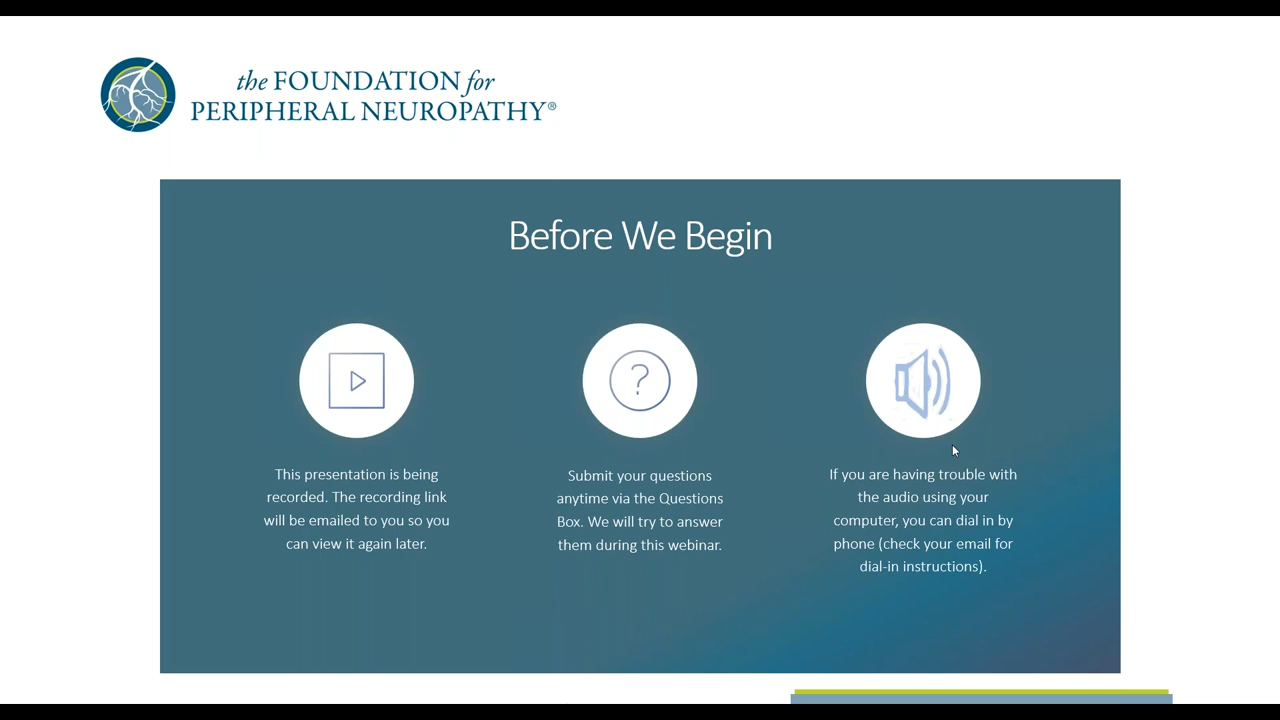 the FOUNDATION for
PERIPHERAL NEUROPATHY®
Before We Begin
This presentation is being
recorded. The recording link
will be emailed to you so you
can view it again later.
?
Submit your questions
anytime via the Questions
Box. We will try to answer
them during this webinar.
If you are having trouble with
the audio using your
computer, you can dial in by
phone (check your email for
dial-in instructions).